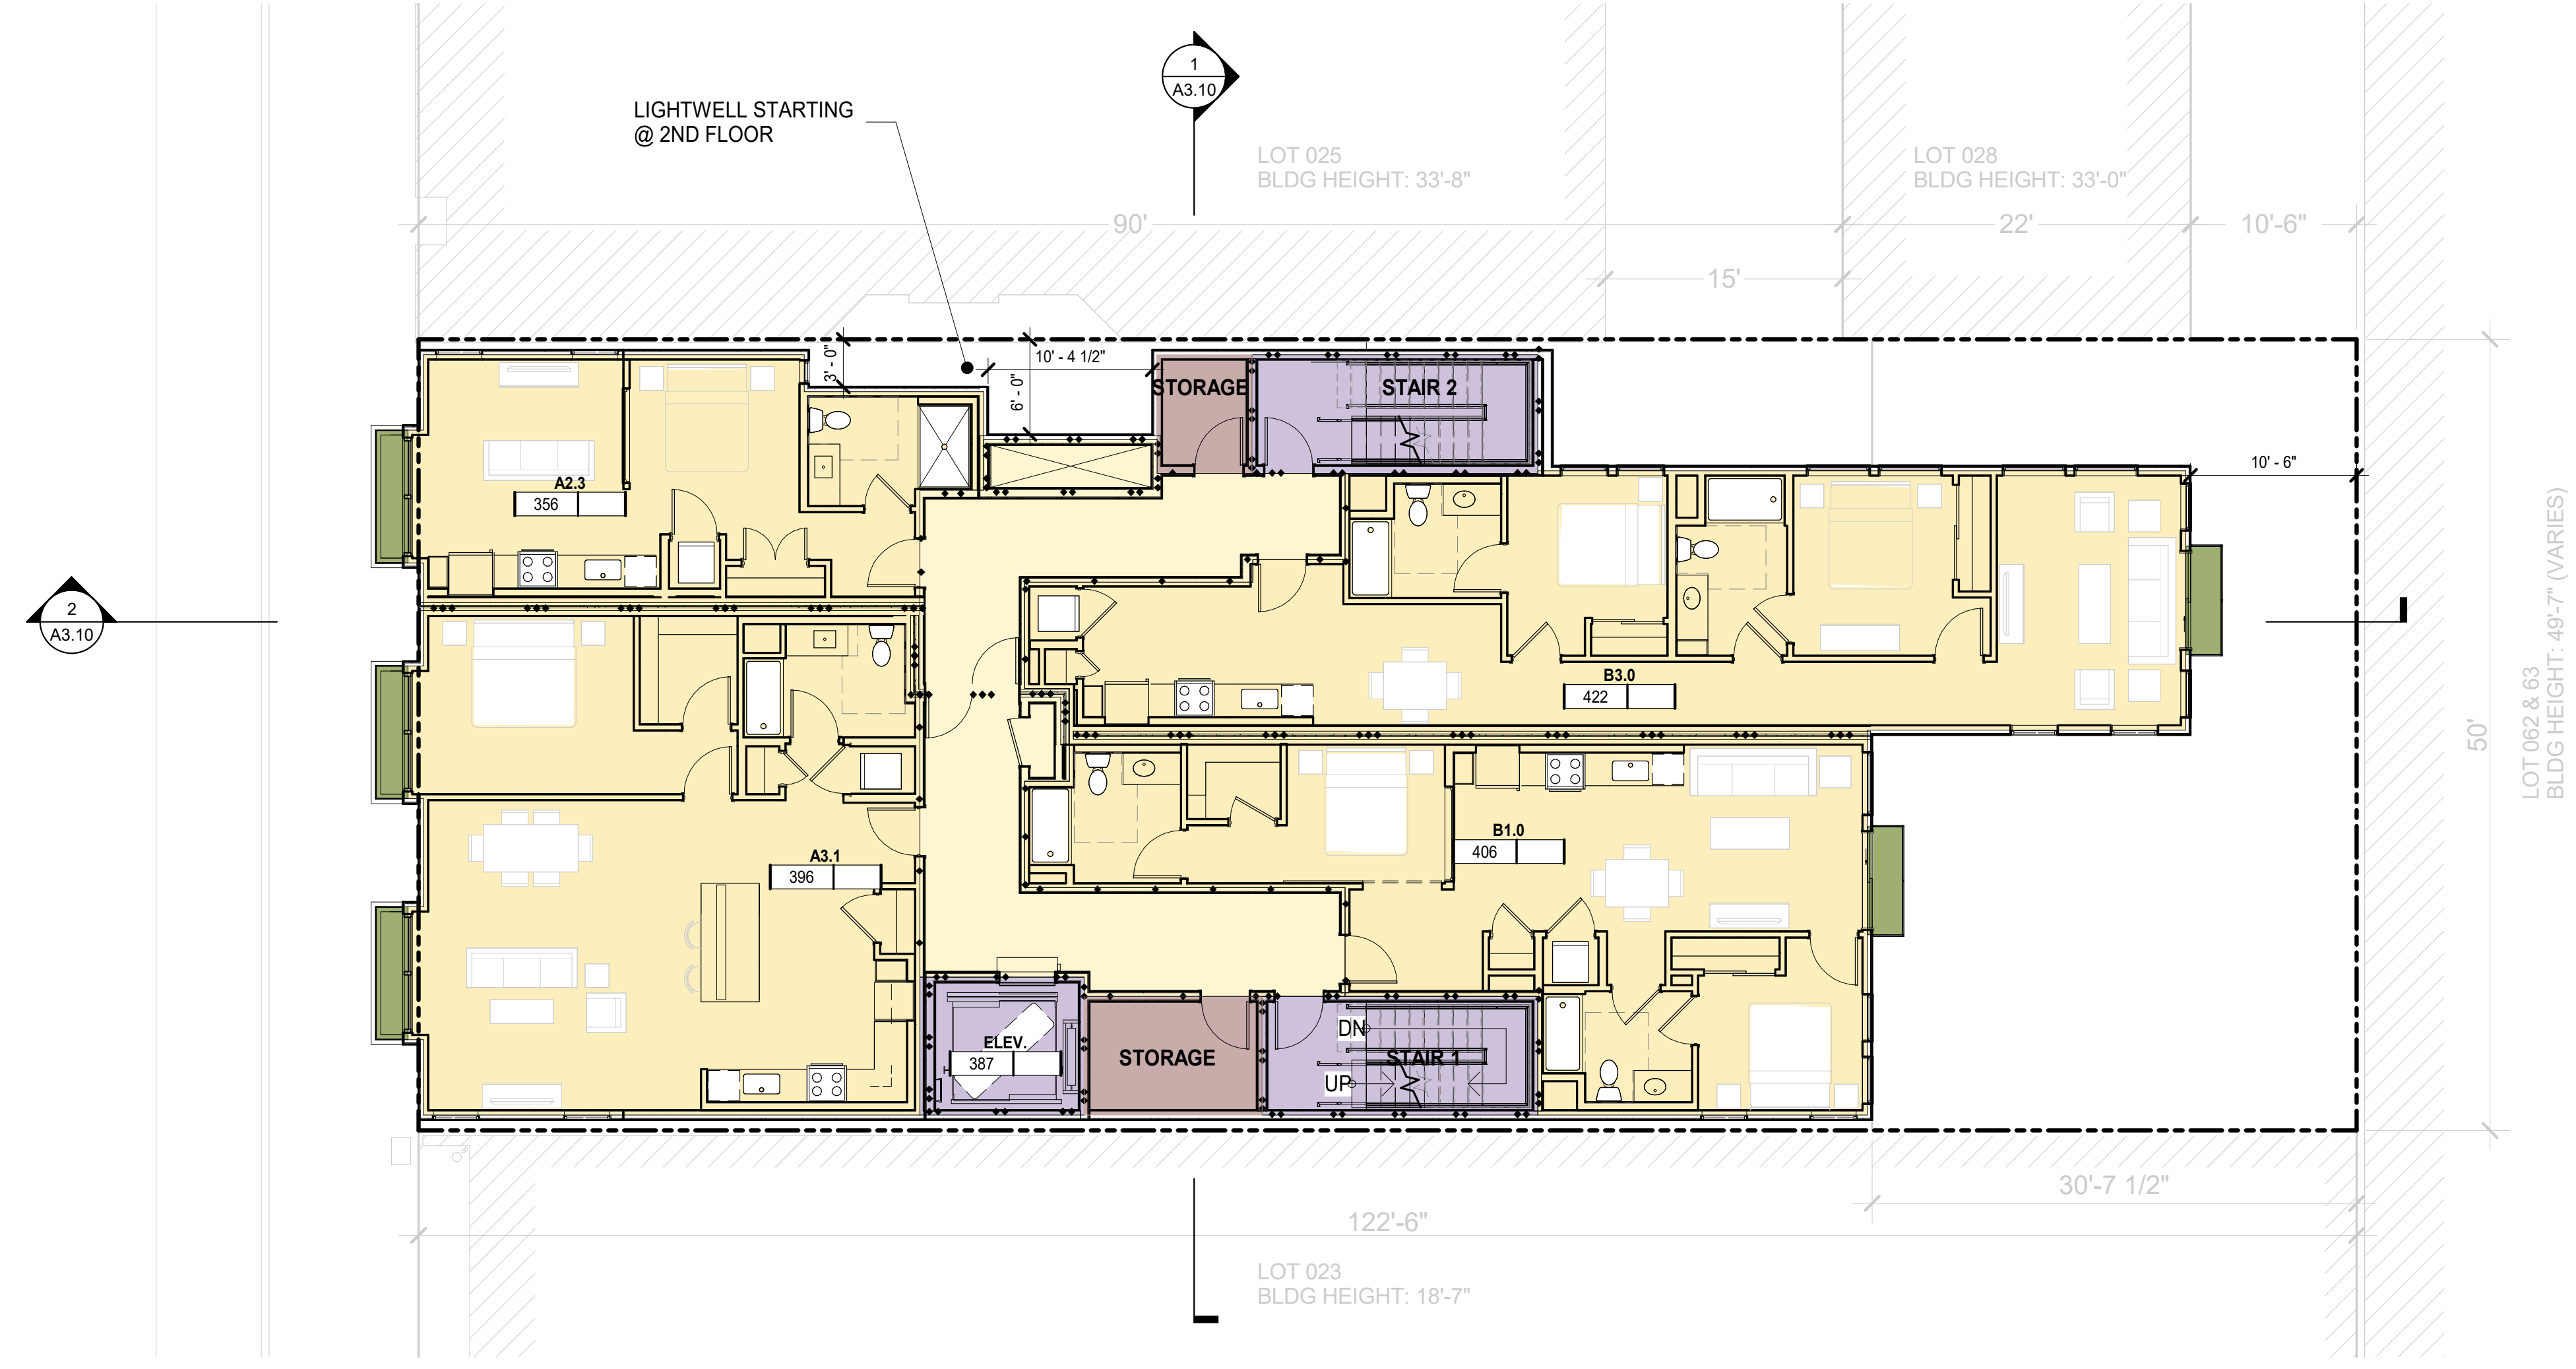 1
A3.10
LIGHTWELL STARTING
@ 2ND FLOOR
LOT 025
BLDG HEIGHT: 33'-8"
LOT 028
BLDG HEIGHT: 33'-0"
90'
22'
10'-6"
15'
3' - 0"
6' - 0"
10' - 4 1/2"
STORAGE
STAIR 2
10' - 6"
A2.3
356
2
A3.10
B3.0
422
LOT 062 & 63
BLDG HEIGHT: 49'-7" (VARIES)
50'
B1.0
406
A3.1
396
ELEV.
387
STORAGE
DN
STAIR 1
UP
30'-7 1/2"
122'-6"
LOT 023
BLDG HEIGHT: 18'-7"